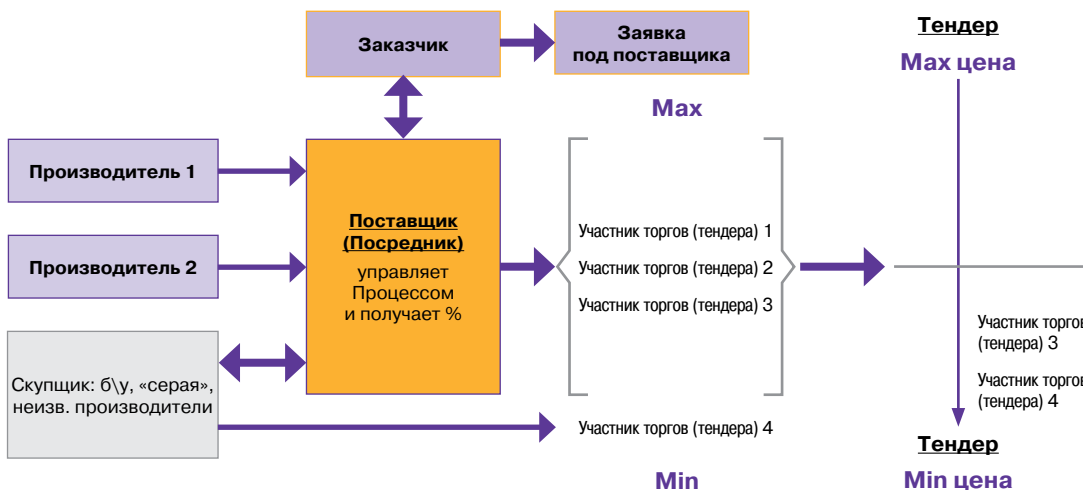 Заказчик
Заявка
под поставщика
Тендер
Max цена
Max
Производитель 1
Производитель 2
Скупщик: б\у, «серая»,
неизв. производители
Поставщик
(Посредник)
управляет
Процессом
и получает %
Участник торгов (тендера) 1
Участник торгов (тендера) 2
Участник торгов (тендера) 3
Участник торгов (тендера) 4
Min
Участник торгов
(тендера) 3
Участник торгов
(тендера) 4
Тендер
Min цена